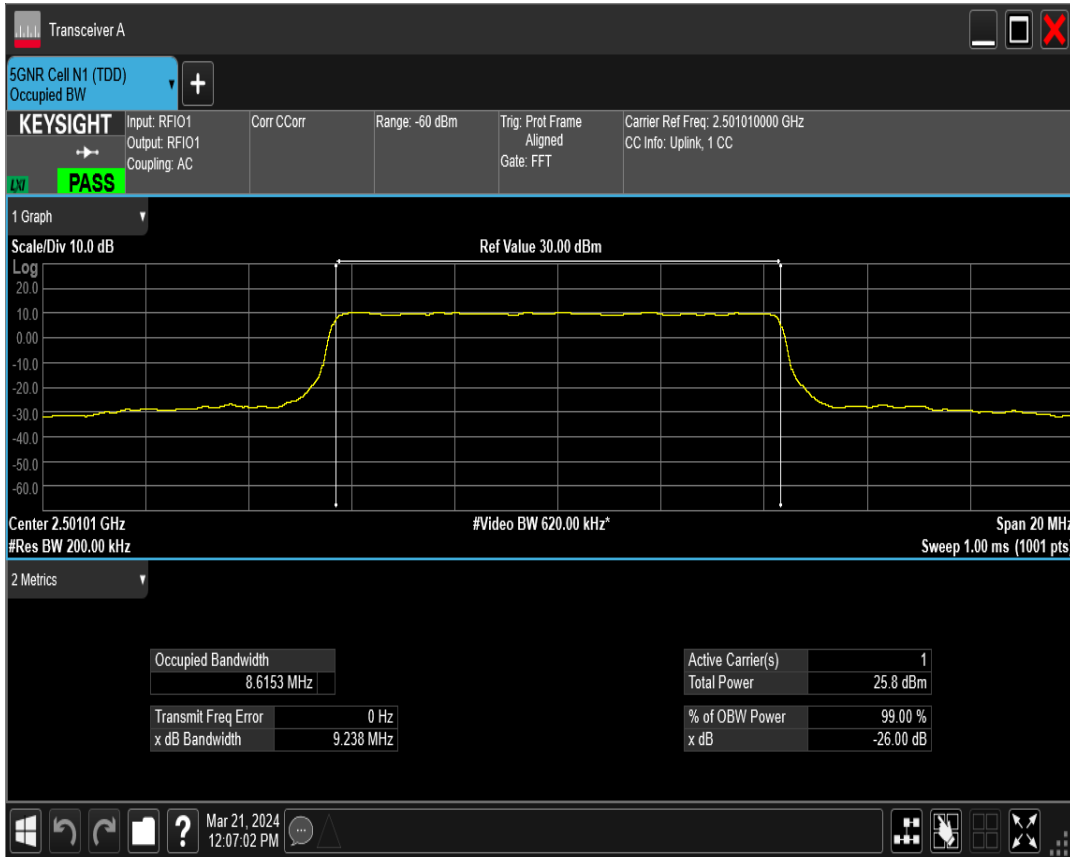 Transceiver A
5GNR Cell N1 (TDD)
Occupied BW
+
KEYSIGHT
LXI
PASS
Input: RFIO1
Output: RFIO1
Coupling: AC
Corr CCorr
Range: -60 dBm
Trig: Prot Frame
Aligned
Gate: FFT
Carrier Ref Freq: 2.501010000 GHz
CC Info: Uplink, 1 CC
1 Graph
Scale/Div 10.0 dB
Ref Value 30.00 dBm
Log
20.0
10.0
0.00
-10.0
-20.0
-30.0
-40.0
-50.0
-60.0
Center 2.50101 GHz
#Video BW 620.00 kHz*
Span 20 MHz
#Res BW 200.00 kHz
Sweep 1.00 ms (1001 pts)
2 Metrics
Occupied Bandwidth
8.6153 MHz
Transmit Freq Error 0 Hz
x dB Bandwidth 9.238 MHz
Active Carrier(s) 1
Total Power 25.8 dBm
% of OBW Power 99.00 %
x dB -26.00 dB
?
Mar 21, 2024
12:07:02 PM